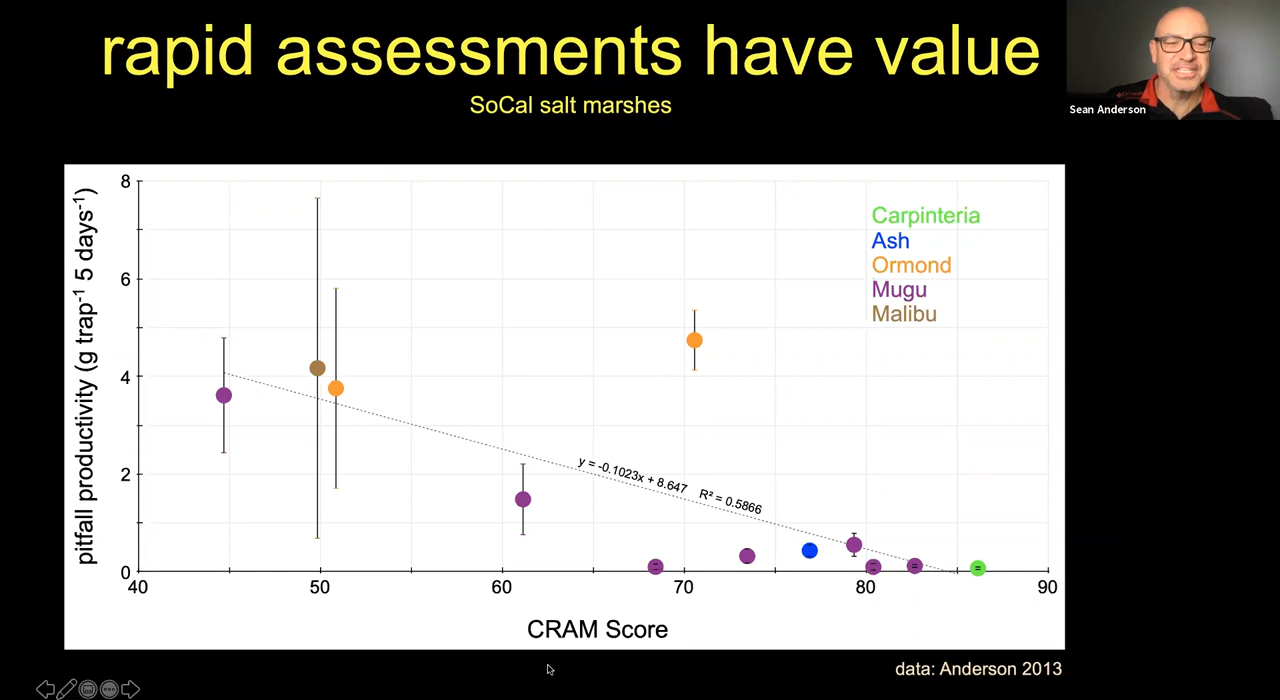 rapid assessments have value
SoCal salt marshes
Sean Anderson
pitfall productivity (g trap⁻¹ 5 days⁻¹)
8
6
4
2
0
Carpinteria
Ash
Ormond
Mugu
Malibu
y = -0.1023x + 8.647 R² = 0.5866
40 50 60 70 80 90
CRAM Score
data: Anderson 2013